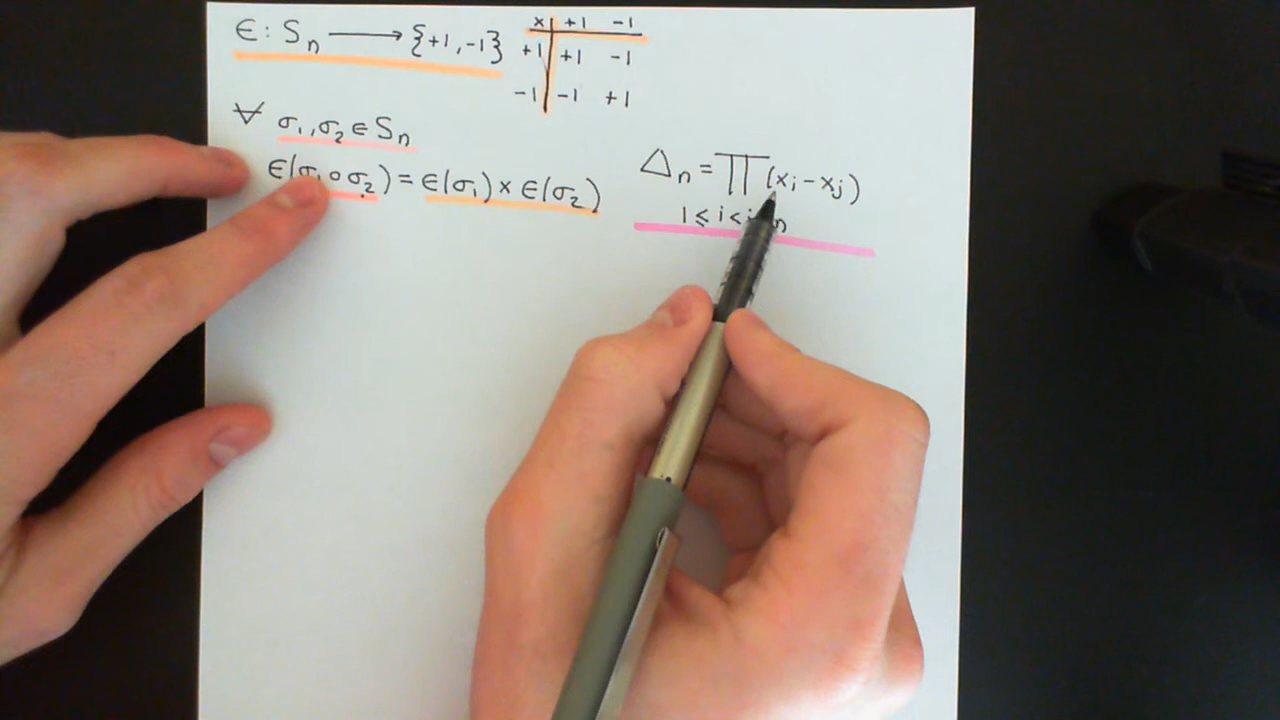 ϵ: Sₙ ⟶ {+1, -1}
x | +1 -1
+1 | +1 -1
-1 | -1 +1
∀ σ₁, σ₂ ∈ Sₙ
ϵ(σ₁ ∘ σ₂) = ϵ(σ₁) × ϵ(σ₂)
Δₙ = ∏ (xᵢ - xⱼ)
1 ≤ i < j n